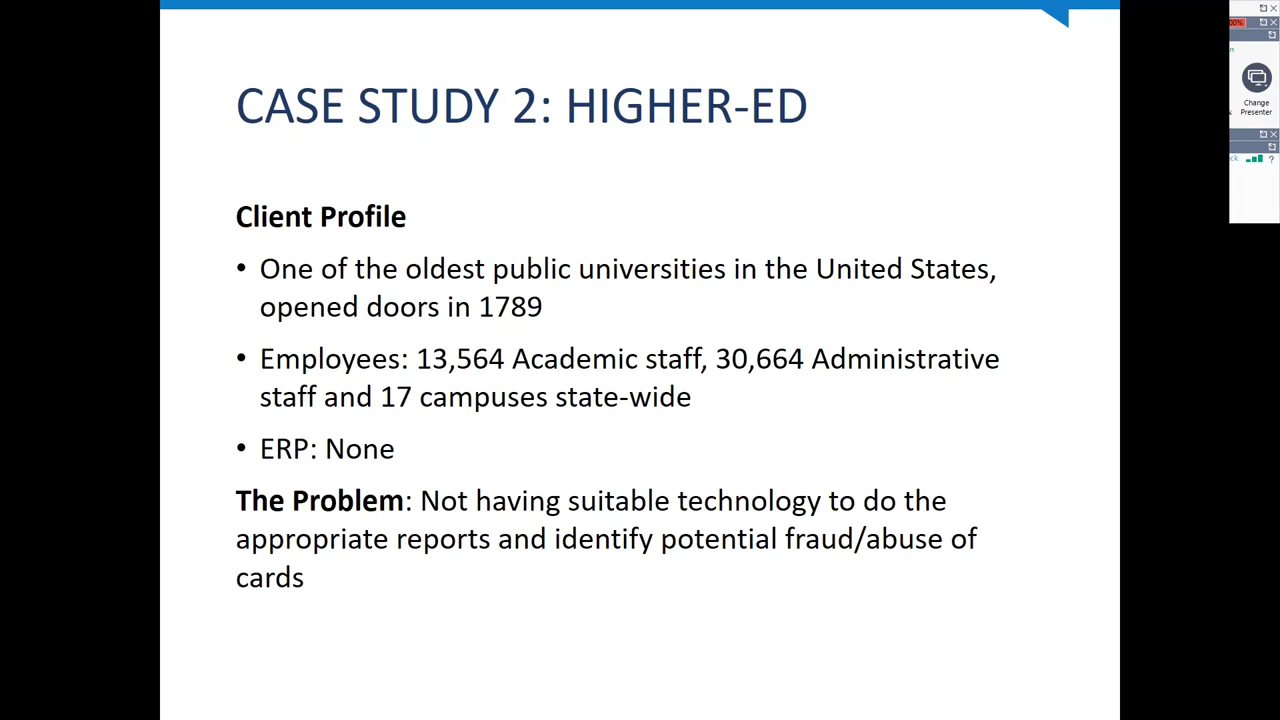 CASE STUDY 2: HIGHER-ED
Client Profile
• One of the oldest public universities in the United States,
opened doors in 1789
• Employees: 13,564 Academic staff, 30,664 Administrative
staff and 17 campuses state-wide
• ERP: None
The Problem: Not having suitable technology to do the
appropriate reports and identify potential fraud/abuse of
cards
Change
Presenter
?